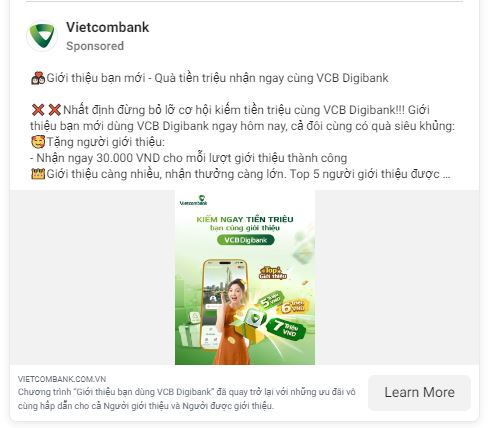 Vietcombank
Sponsored
Giới thiệu bạn mới - Quà tiền triệu nhận ngay cùng VCB Digibank
Nhất định đừng bỏ lỡ cơ hội kiếm tiền triệu cùng VCB Digibank!!! Giới
thiệu bạn mới dùng VCB Digibank ngay hôm nay, cả đôi cùng có quà siêu khủng:
Tặng người giới thiệu:
- Nhận ngay 30.000 VND cho mỗi lượt giới thiệu thành công
Giới thiệu càng nhiều, nhận thưởng càng lớn. Top 5 người giới thiệu được ...
Vietcombank
KIẾM NGAY TIỀN TRIỆU
bạn cùng giới thiệu
VCB Digibank
Top
Giới thiệu
5 Triệu
VND
6 Triệu
VND
7 Triệu
VND
VIETCOMBANK.COM.VN
Chương trình "Giới thiệu bạn dùng VCB Digibank" đã quay trở lại với những ưu đãi vô
cùng hấp dẫn cho cả Người giới thiệu và Người được giới thiệu.
Learn More